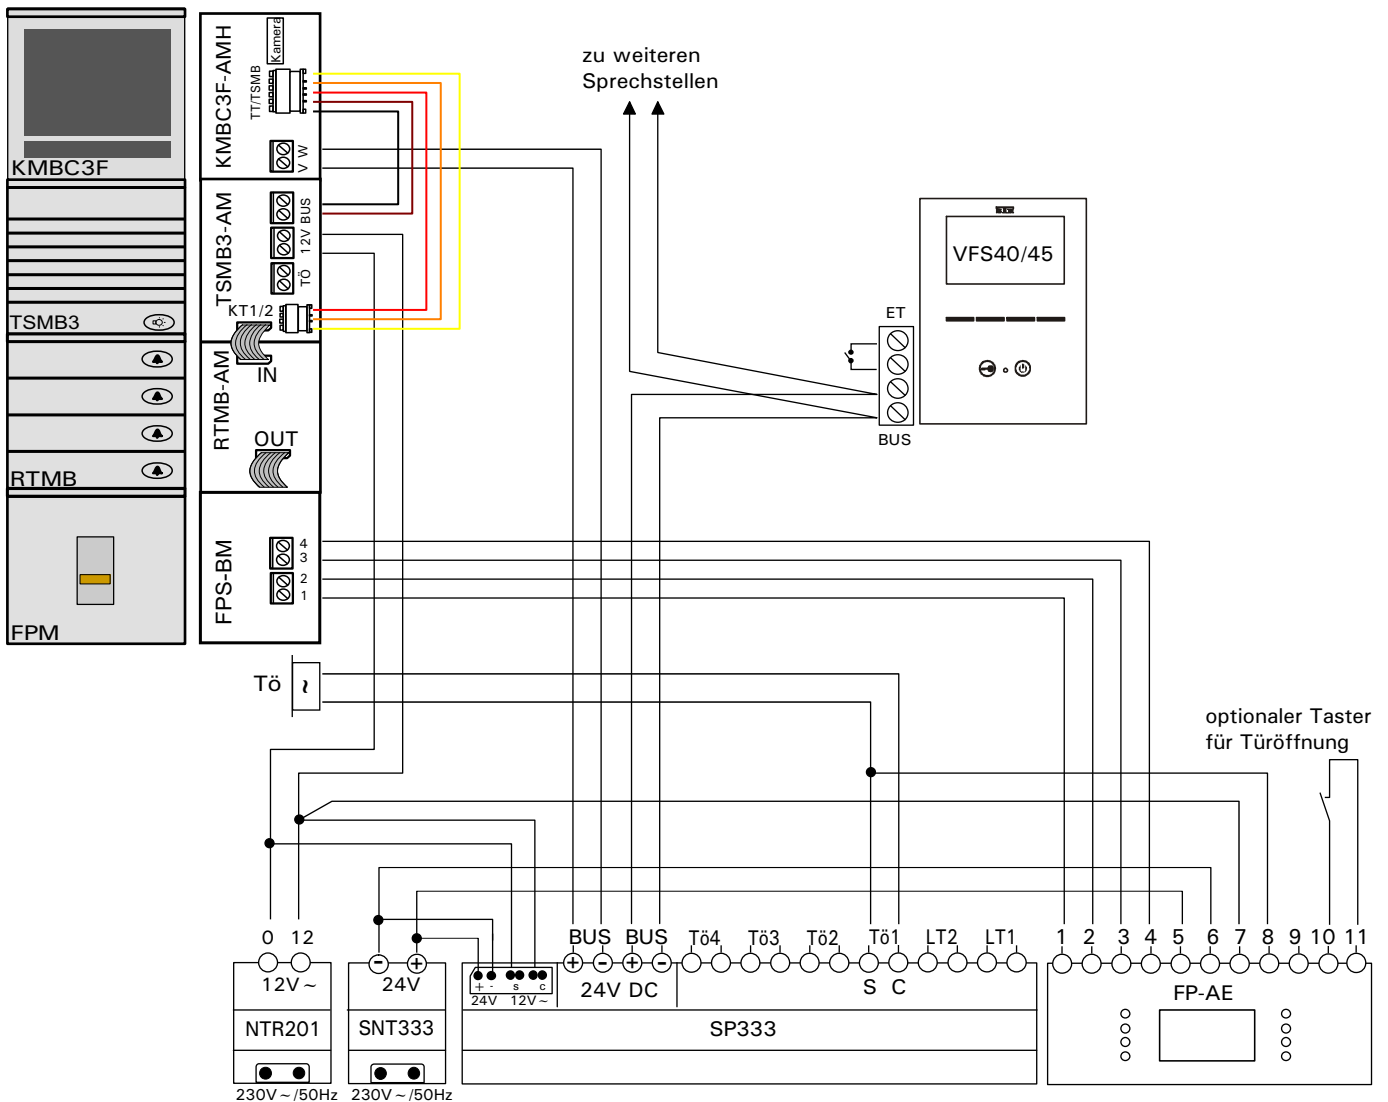 KMBC3F
TSMB3
RTMB
FPM
KMBC3F-AMH
Kamera
TT/TSMB
V W
TSMB3-AM
BUS
12V
TÖ
KT1/2
RTMB-AM
IN
OUT
FPS-BM
4
3
2
1
zu weiteren
Sprechstellen
VFS40/45
ET
BUS
Tö
~
optionaler Taster
für Türöffnung
0 12
12V~
NTR201
230V~/50Hz
- +
24V
SNT333
230V~/50Hz
+ - s c
24V 12V~
BUS BUS
+ - + -
24V DC
Tö4 Tö3 Tö2 Tö1 LT2 LT1
S C
SP333
1 2 3 4 5 6 7 8 9 10 11
FP-AE